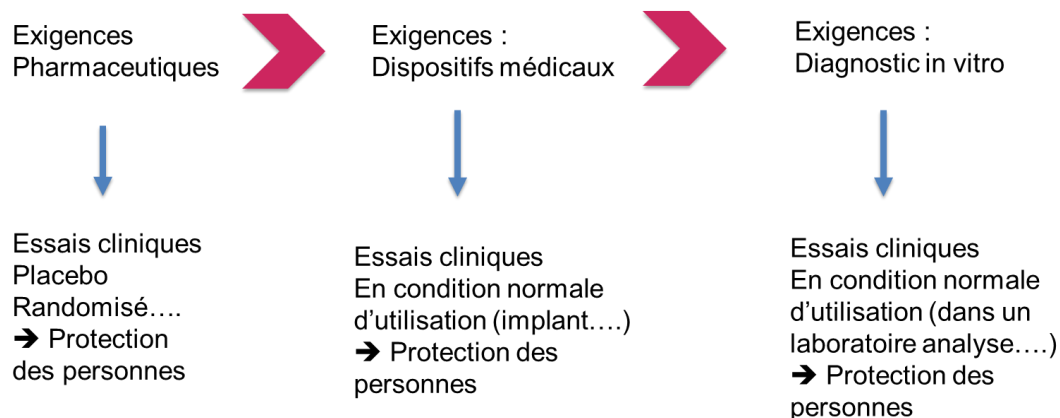 Exigences
Pharmaceutiques
Exigences :
Dispositifs médicaux
Exigences :
Diagnostic in vitro
Essais cliniques
Placebo
Randomisé….
➔ Protection
des personnes
Essais cliniques
En condition normale
d’utilisation (implant….)
➔ Protection des
personnes
Essais cliniques
En condition normale
d’utilisation (dans un
laboratoire analyse….)
➔ Protection des
personnes